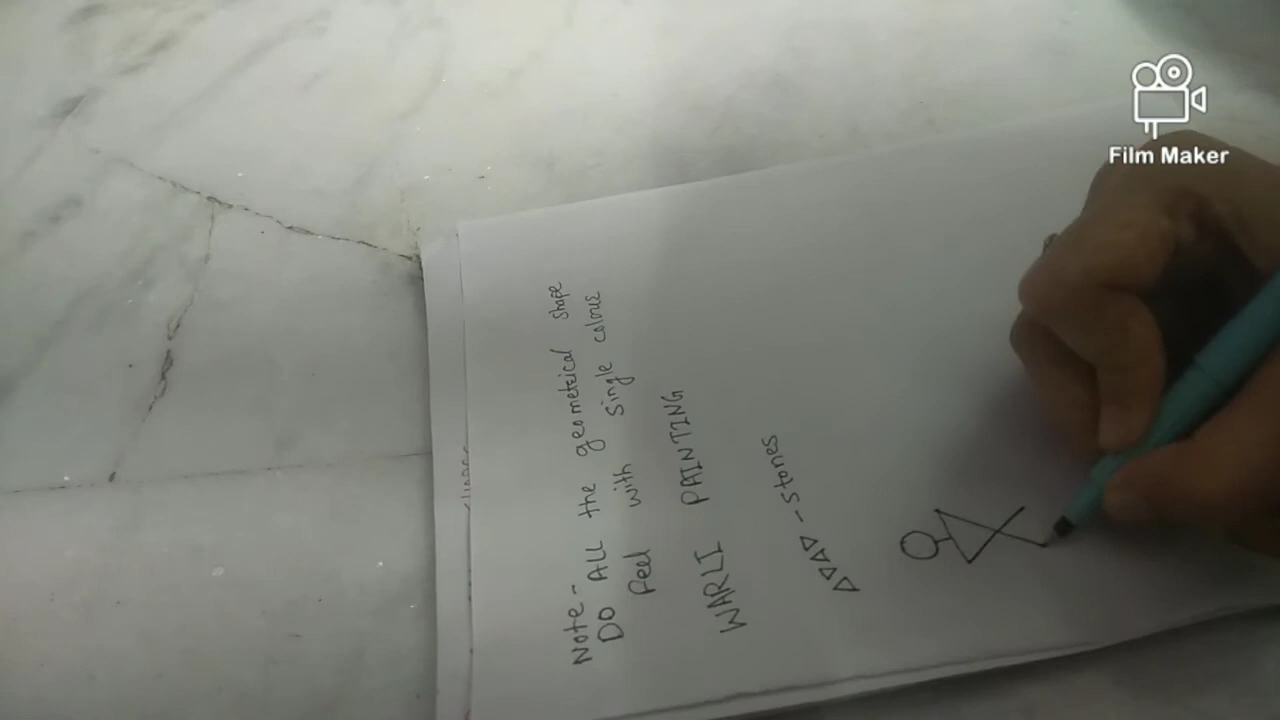 Note -
DO ALL the geometrical shape
feel with single colour
WARLI PAINTING
- stones
Film Maker